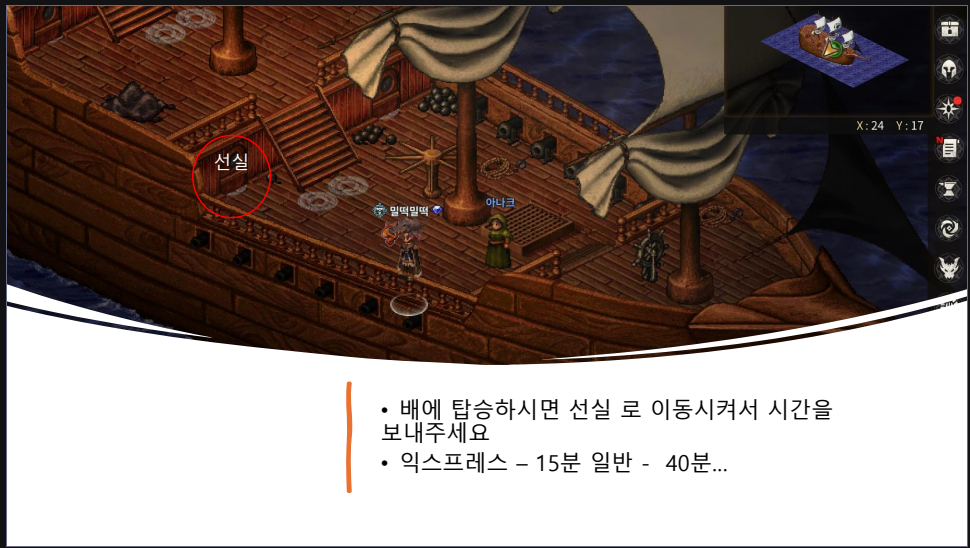 X : 24 Y : 17
N
선실
아나크
밀떡밀떡
• 배에 탑승하시면 선실 로 이동시켜서 시간을
보내주세요
• 익스프레스 – 15분 일반 - 40분...